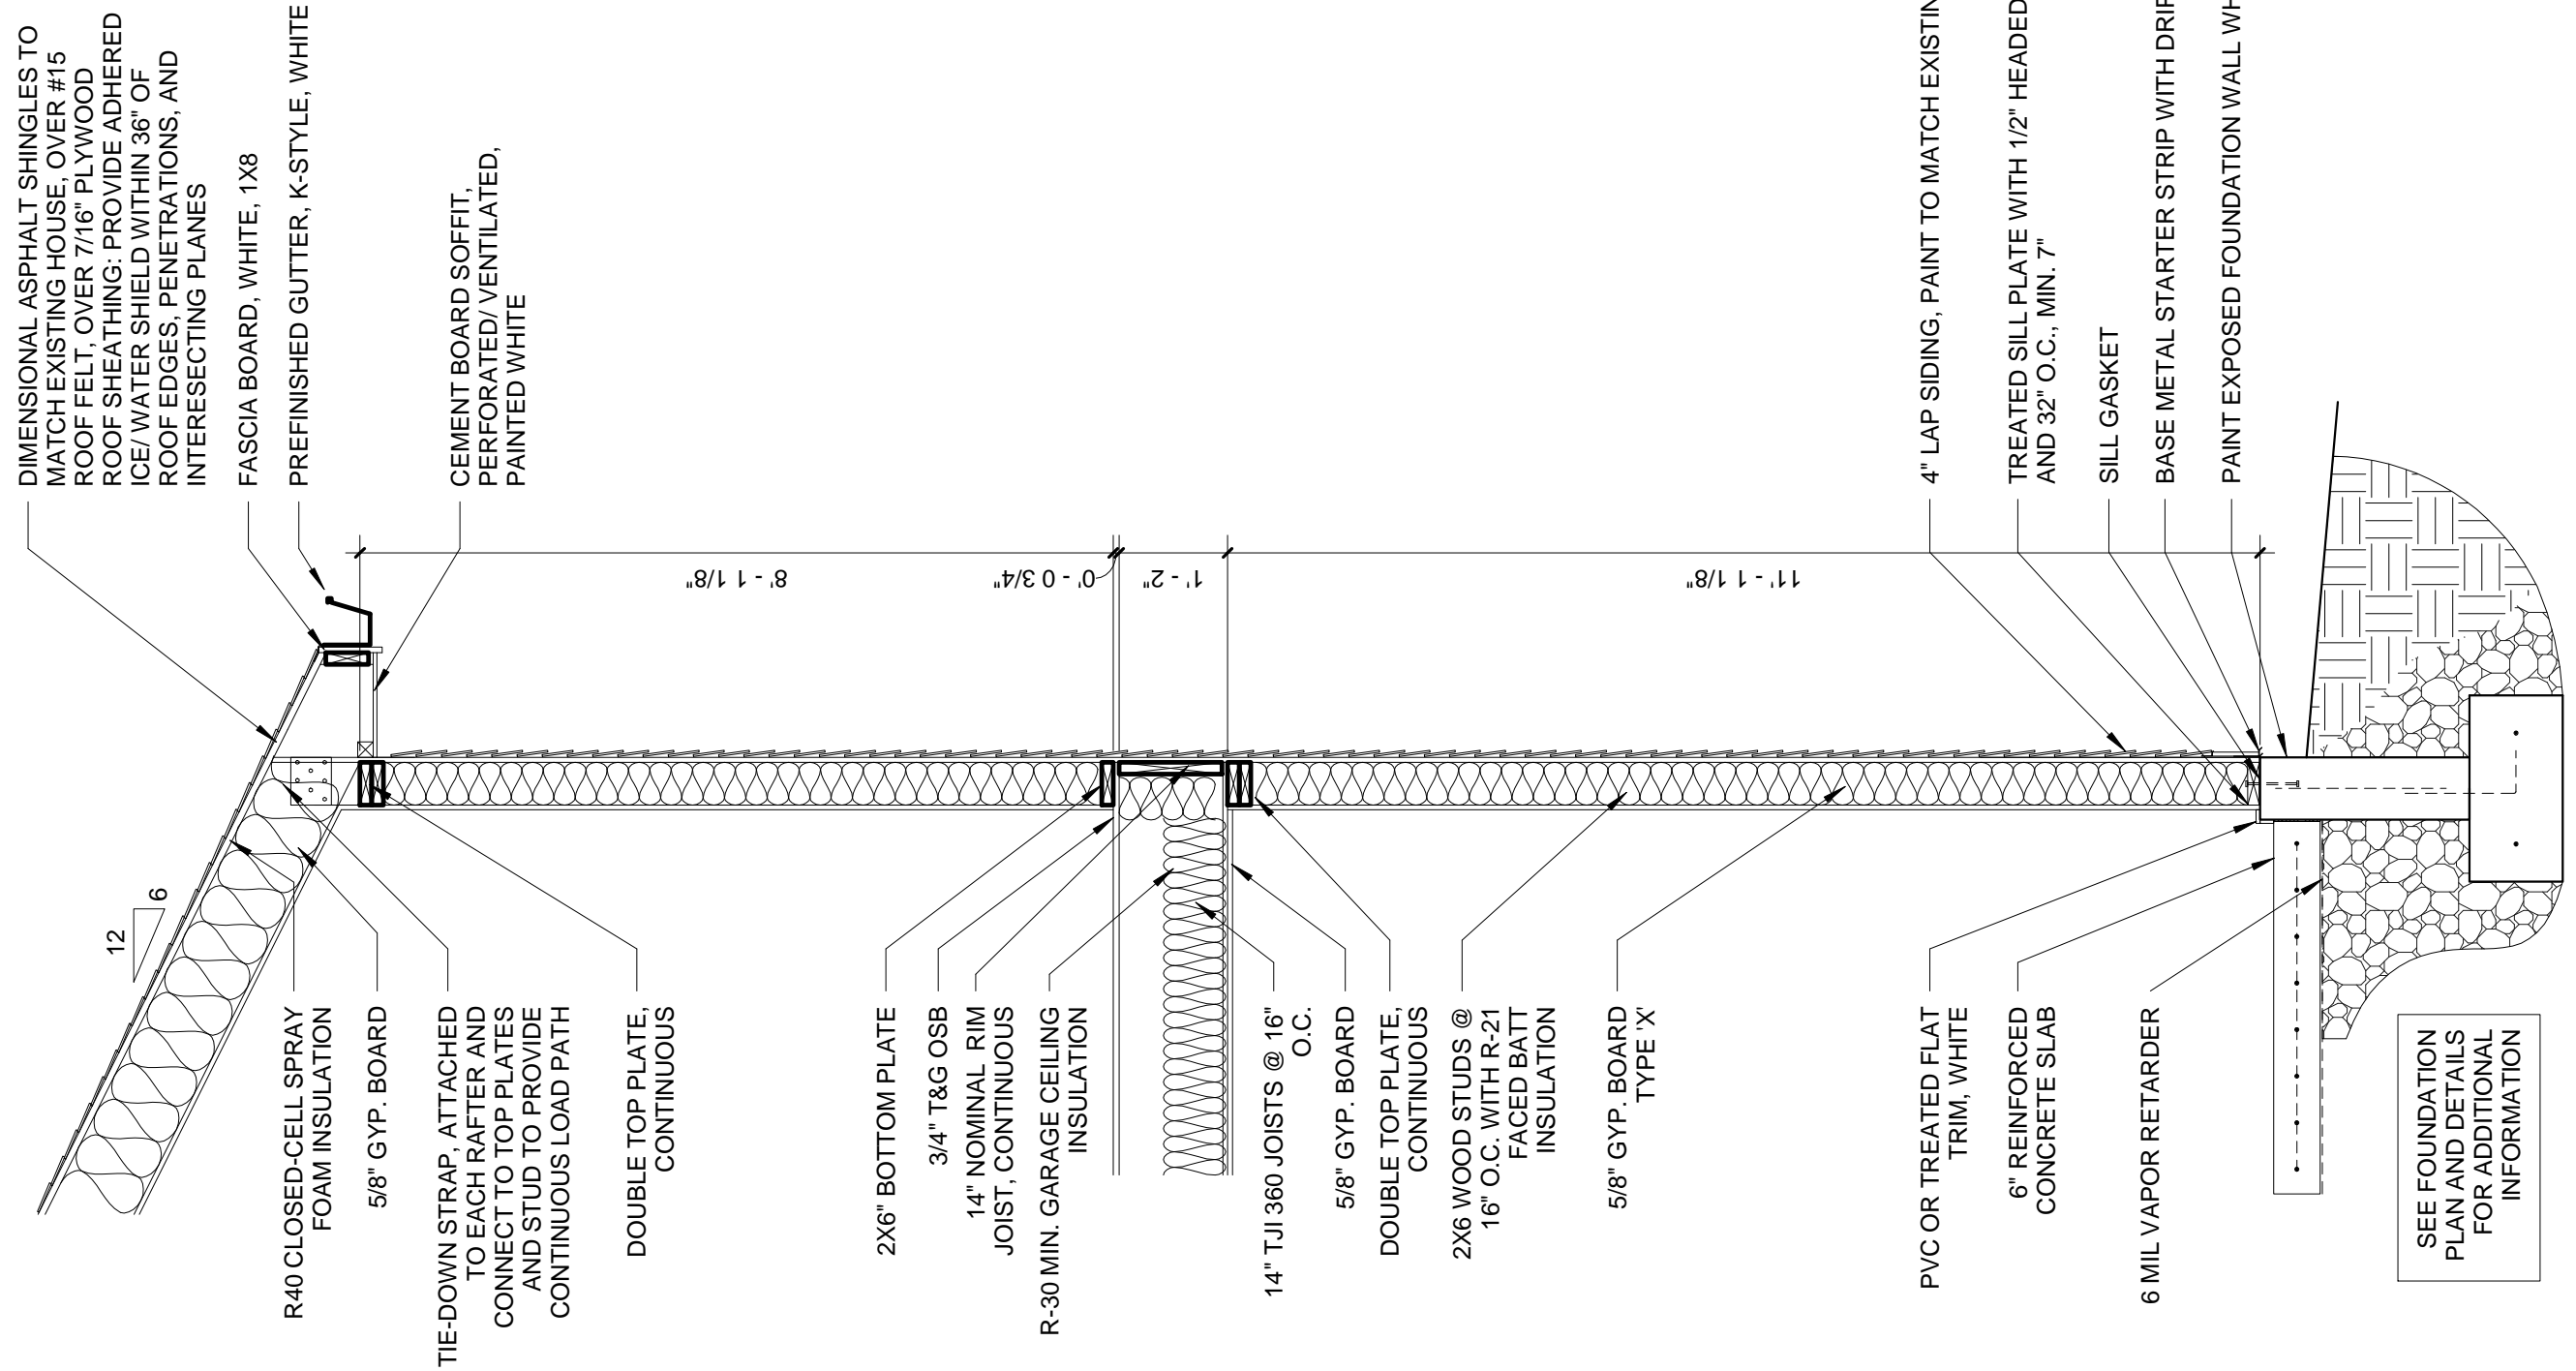 DIMENSIONAL ASPHALT SHINGLES TO
MATCH EXISTING HOUSE, OVER #15
ROOF FELT, OVER 7/16" PLYWOOD
ROOF SHEATHING: PROVIDE ADHERED
ICE/ WATER SHIELD WITHIN 36" OF
ROOF EDGES, PENETRATIONS, AND
INTERESECTING PLANES
FASCIA BOARD, WHITE, 1X8
PREFINISHED GUTTER, K-STYLE, WHITE
CEMENT BOARD SOFFIT,
PERFORATED/ VENTILATED,
PAINTED WHITE
4" LAP SIDING, PAINT TO MATCH EXISTIN
TREATED SILL PLATE WITH 1/2" HEADED
AND 32" O.C., MIN. 7"
SILL GASKET
BASE METAL STARTER STRIP WITH DRIP
PAINT EXPOSED FOUNDATION WALL WH
8' - 1 1/8"
0' - 0 3/4"
1' - 2"
11' - 1 1/8"
12
6
R40 CLOSED-CELL SPRAY
FOAM INSULATION
5/8" GYP. BOARD
TIE-DOWN STRAP, ATTACHED
TO EACH RAFTER AND
CONNECT TO TOP PLATES
AND STUD TO PROVIDE
CONTINUOUS LOAD PATH
DOUBLE TOP PLATE,
CONTINUOUS
2X6" BOTTOM PLATE
3/4" T&G OSB
14" NOMINAL RIM
JOIST, CONTINUOUS
R-30 MIN. GARAGE CEILING
INSULATION
14" TJI 360 JOISTS @ 16"
O.C.
5/8" GYP. BOARD
DOUBLE TOP PLATE,
CONTINUOUS
2X6 WOOD STUDS @
16" O.C. WITH R-21
FACED BATT
INSULATION
5/8" GYP. BOARD
TYPE 'X'
PVC OR TREATED FLAT
TRIM, WHITE
6" REINFORCED
CONCRETE SLAB
6 MIL VAPOR RETARDER
SEE FOUNDATION
PLAN AND DETAILS
FOR ADDITIONAL
INFORMATION